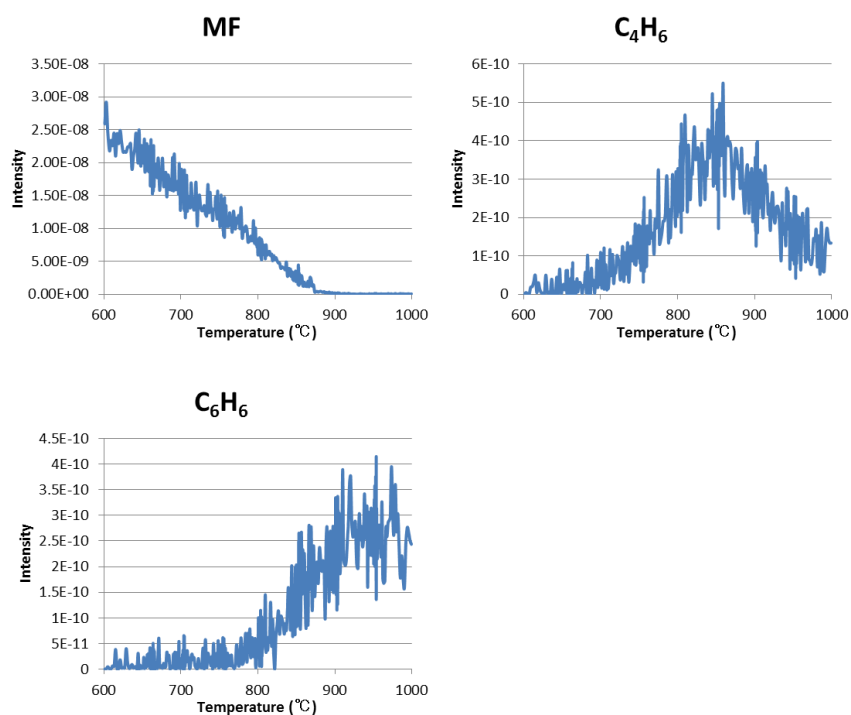 MF
3.50E-08
3.00E-08
2.50E-08
2.00E-08
1.50E-08
1.00E-08
5.00E-09
0.00E+00
Intensity
600 700 800 900 1000
Temperature (℃)
C₄H₆
6E-10
5E-10
4E-10
3E-10
2E-10
1E-10
0
Intensity
600 700 800 900 1000
Temperature (℃)
C₆H₆
4.5E-10
4E-10
3.5E-10
3E-10
2.5E-10
2E-10
1.5E-10
1E-10
5E-11
0
Intensity
600 700 800 900 1000
Temperature (℃)